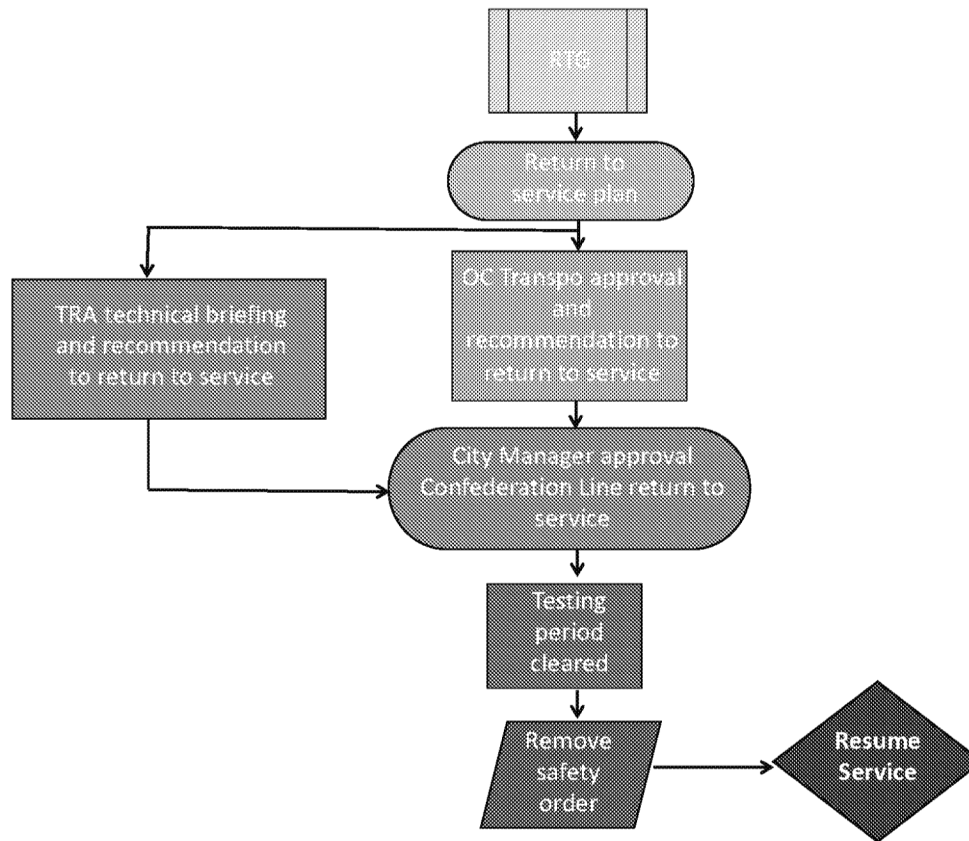 RTG
Return to
service plan
TRA technical briefing
and recommendation
to return to service
OC Transpo approval
and
recommendation to
return to service
City Manager approval
Confederation Line return to
service
Testing
period
cleared
Remove
safety
order
Resume
Service